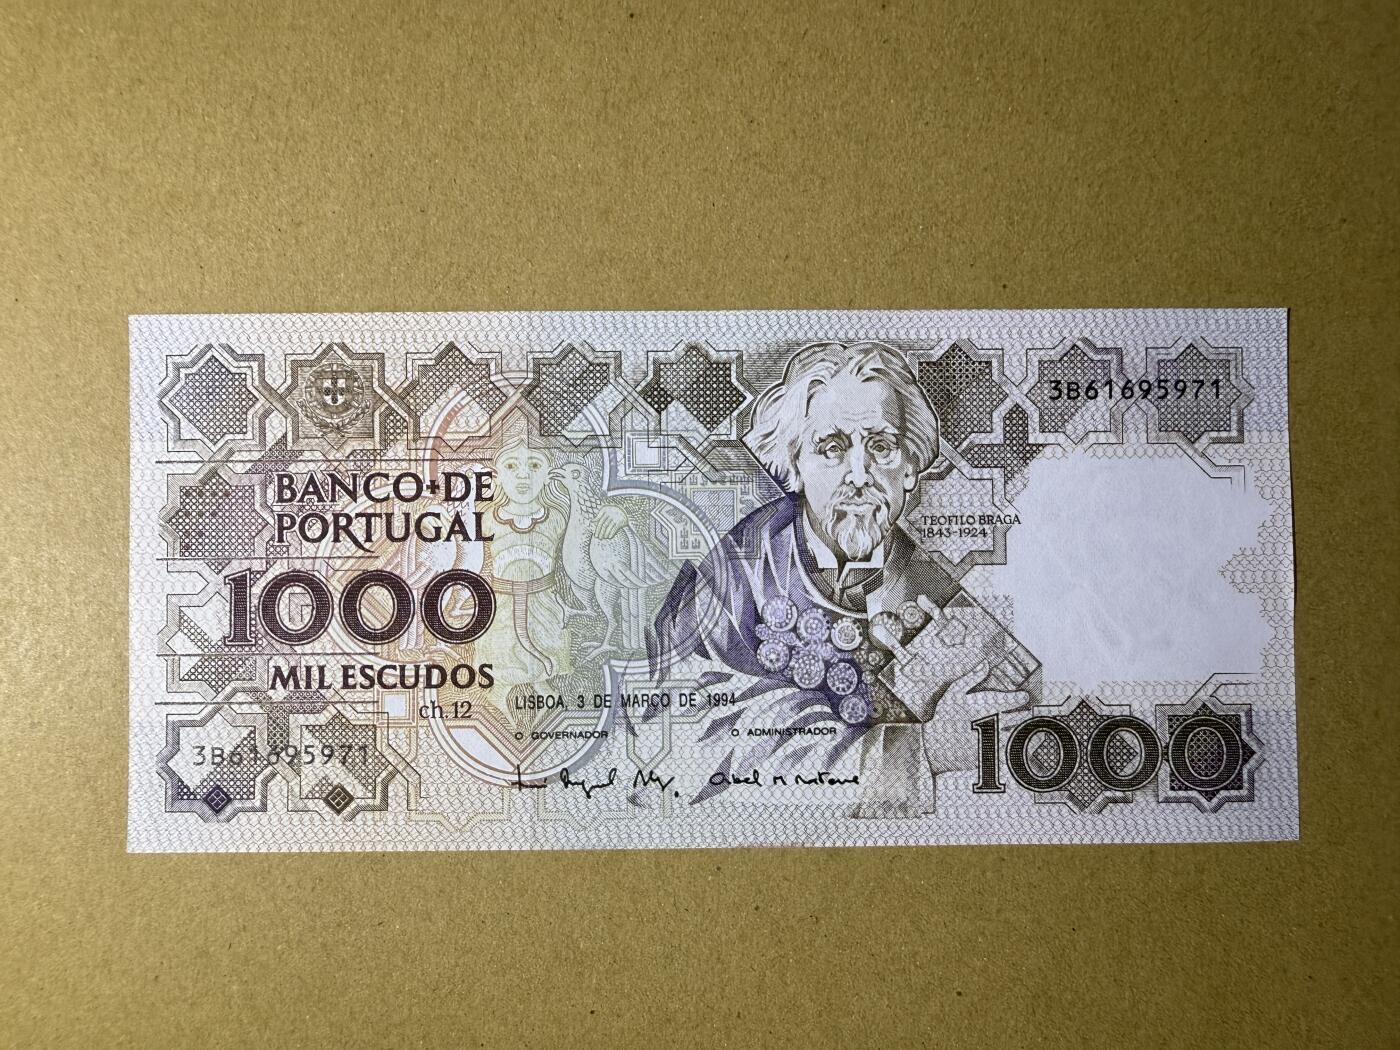 3B61695971
BANCO DE
PORTUGAL
TEOFILO BRAGA
1843-1924
1000
MIL ESCUDOS
ch.12
LISBOA, 3 DE MARÇO DE 1994
O GOVERNADOR
O ADMINISTRADOR
3B61695971
1000